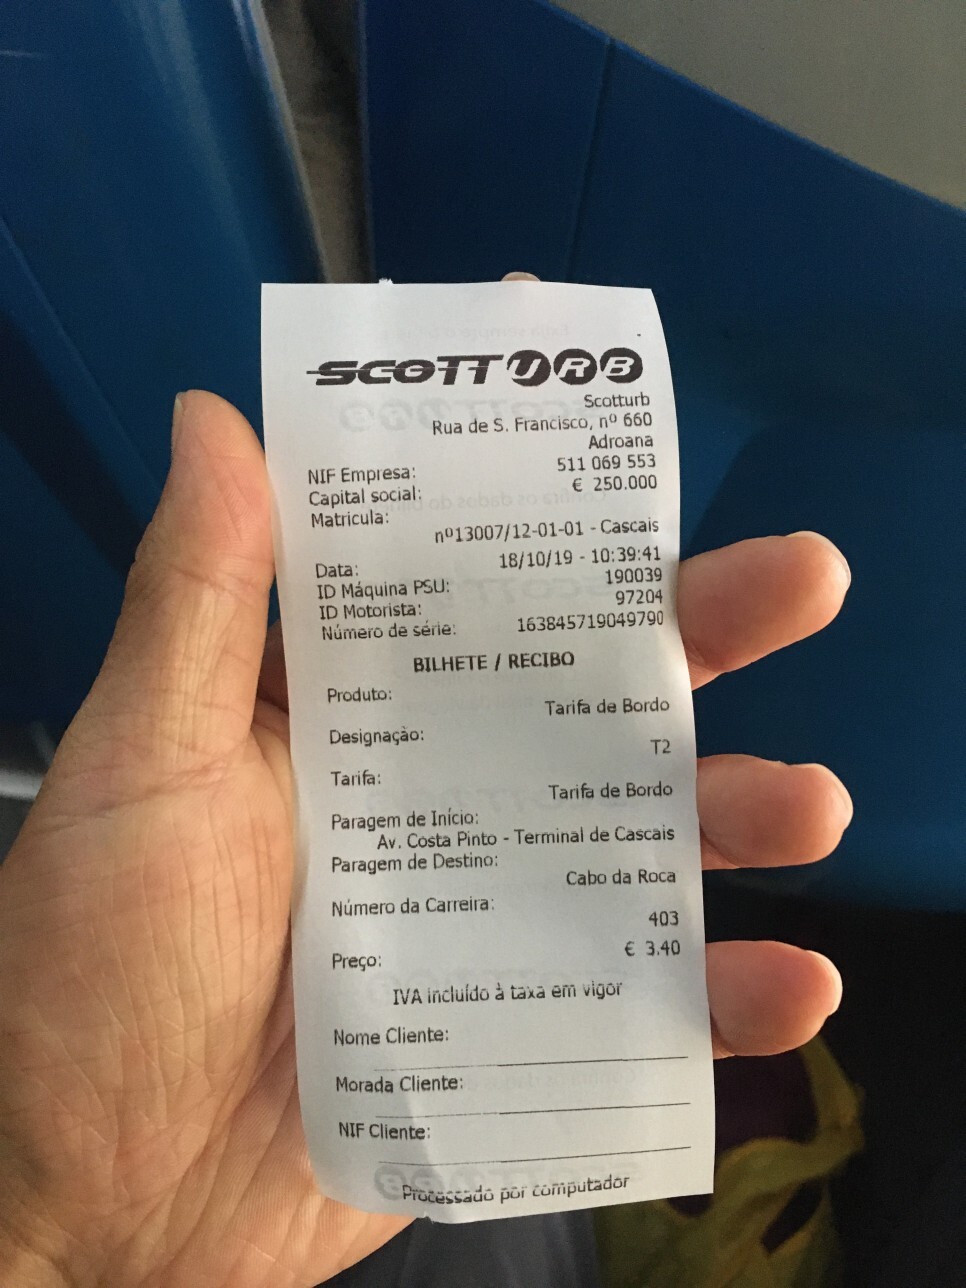 SCOTTURB
Scotturb
Rua de S. Francisco, nº 660
Adroana
NIF Empresa: 511 069 553
Capital social: € 250.000
Matricula:
nº13007/12-01-01 - Cascais
Data: 18/10/19 - 10:39:41
ID Máquina PSU: 190039
ID Motorista: 97204
Número de série: 163845719049790
BILHETE / RECIBO
Produto:
Tarifa de Bordo
Designação:
T2
Tarifa:
Tarifa de Bordo
Paragem de Início:
Av. Costa Pinto - Terminal de Cascais
Paragem de Destino:
Cabo da Roca
Número da Carreira:
403
Preço: € 3.40
IVA incluído à taxa em vigor
Nome Cliente:
Morada Cliente:
NIF Cliente:
Processado por computador